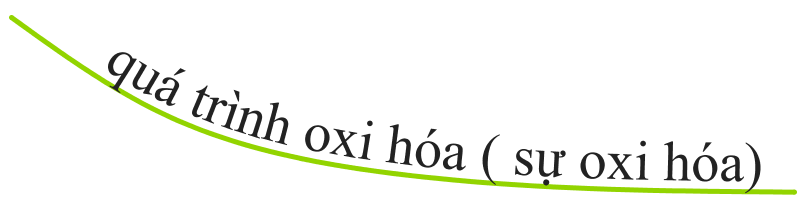 quá trình oxi hóa ( sự oxi hóa)